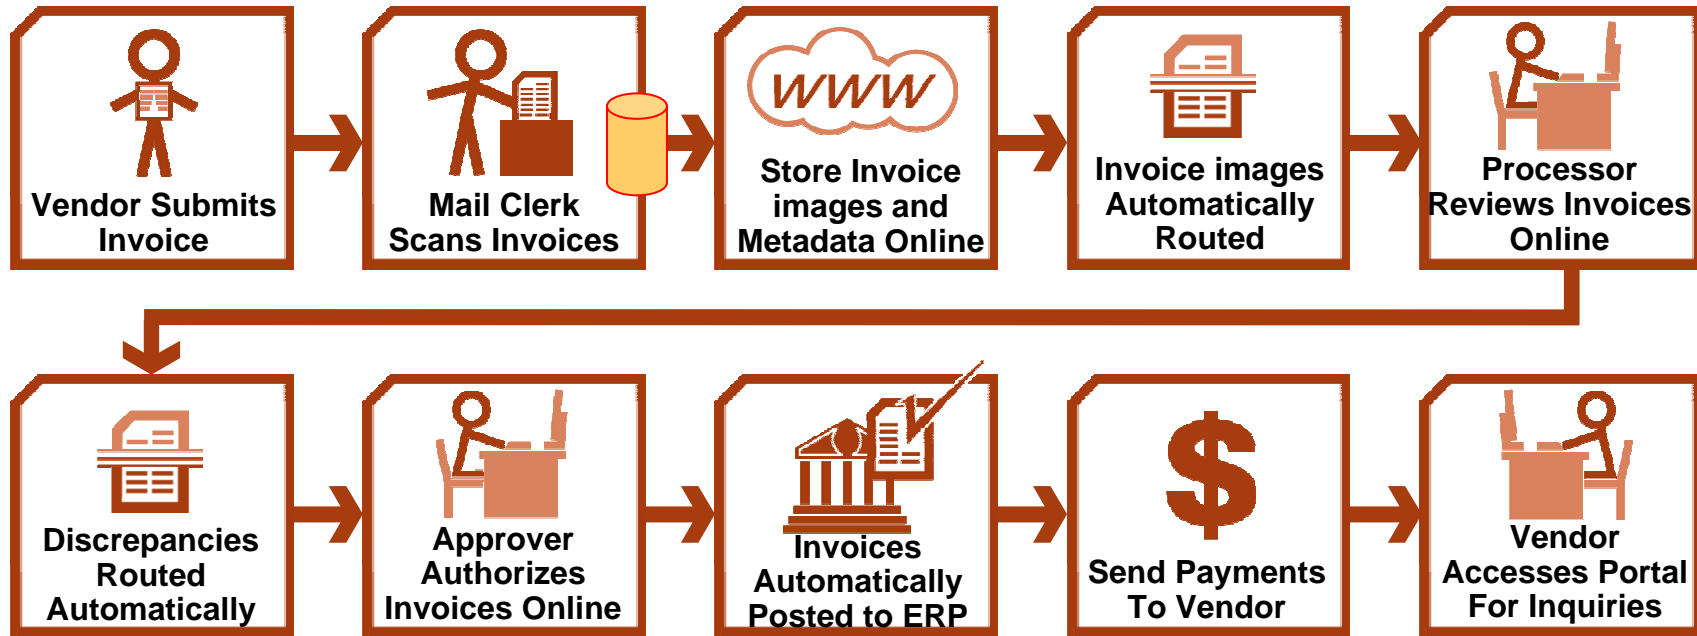 Vendor Submits
Invoice
Mail Clerk
Scans Invoices
WWW
Store Invoice
images and
Metadata Online
Invoice images
Automatically
Routed
Processor
Reviews Invoices
Online
Discrepancies
Routed
Automatically
Approver
Authorizes
Invoices Online
Invoices
Automatically
Posted to ERP
$
Send Payments
To Vendor
Vendor
Accesses Portal
For Inquiries